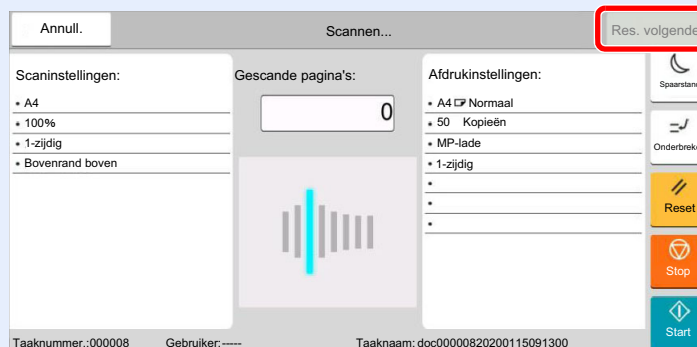 Annull.
Scannen...
Res. volgende
Scaninstellingen:
A4
100%
1-zijdig
Bovenrand boven
Gescande pagina's:
0
Afdrukinstellingen:
A4 Normaal
50 Kopieën
MP-lade
1-zijdig
Spaarstand
Onderbreke
Reset
Stop
Start
Taaknummer.:000008 Gebruiker:----- Taaknaam: doc00000820200115091300